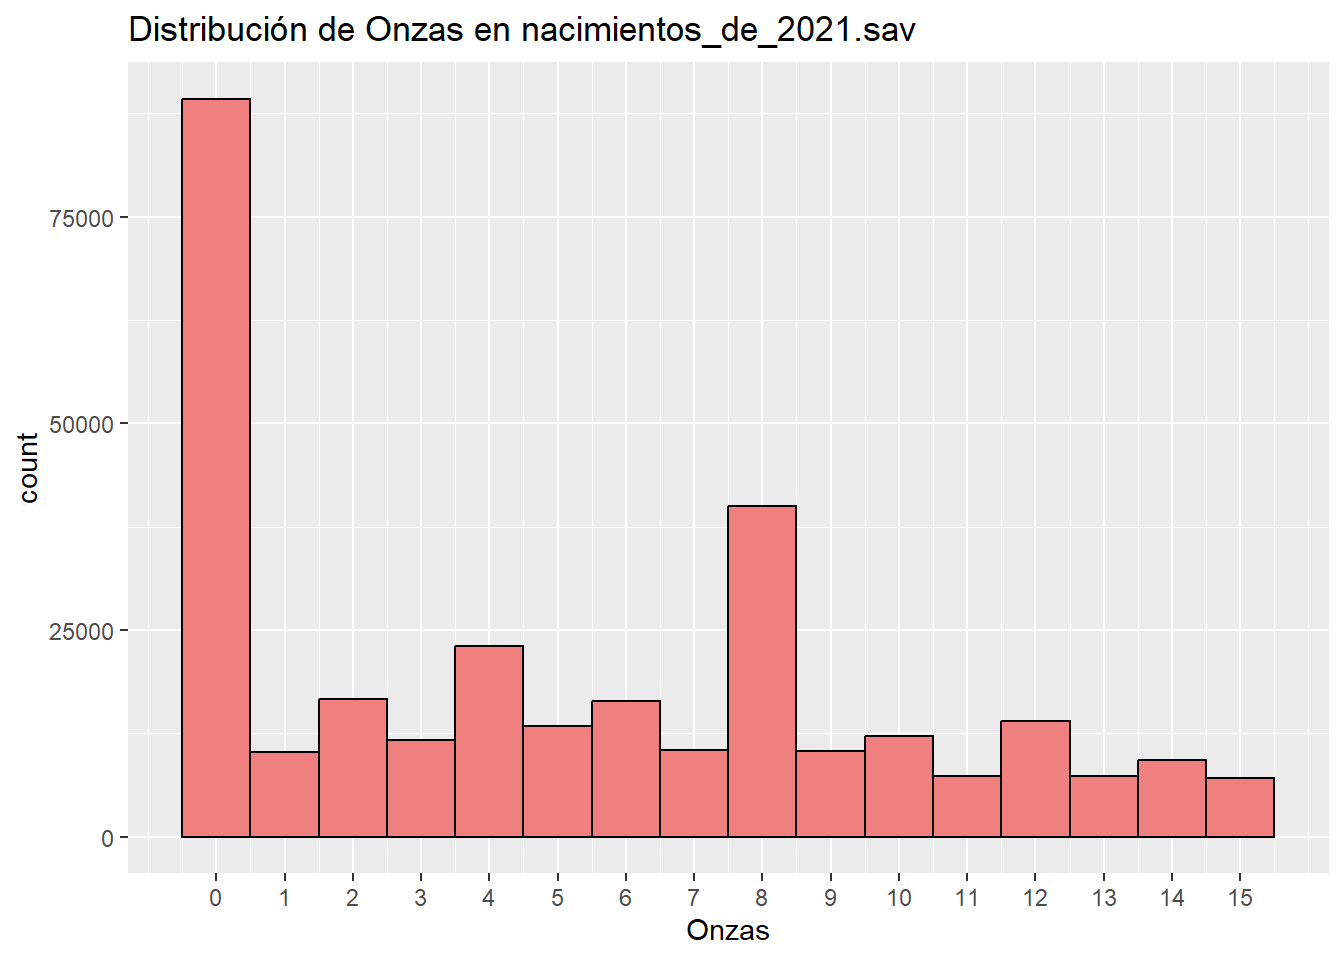 Distribución de Onzas en nacimientos_de_2021.sav
count
75000
50000
25000
0
0 1 2 3 4 5 6 7 8 9 10 11 12 13 14 15
Onzas